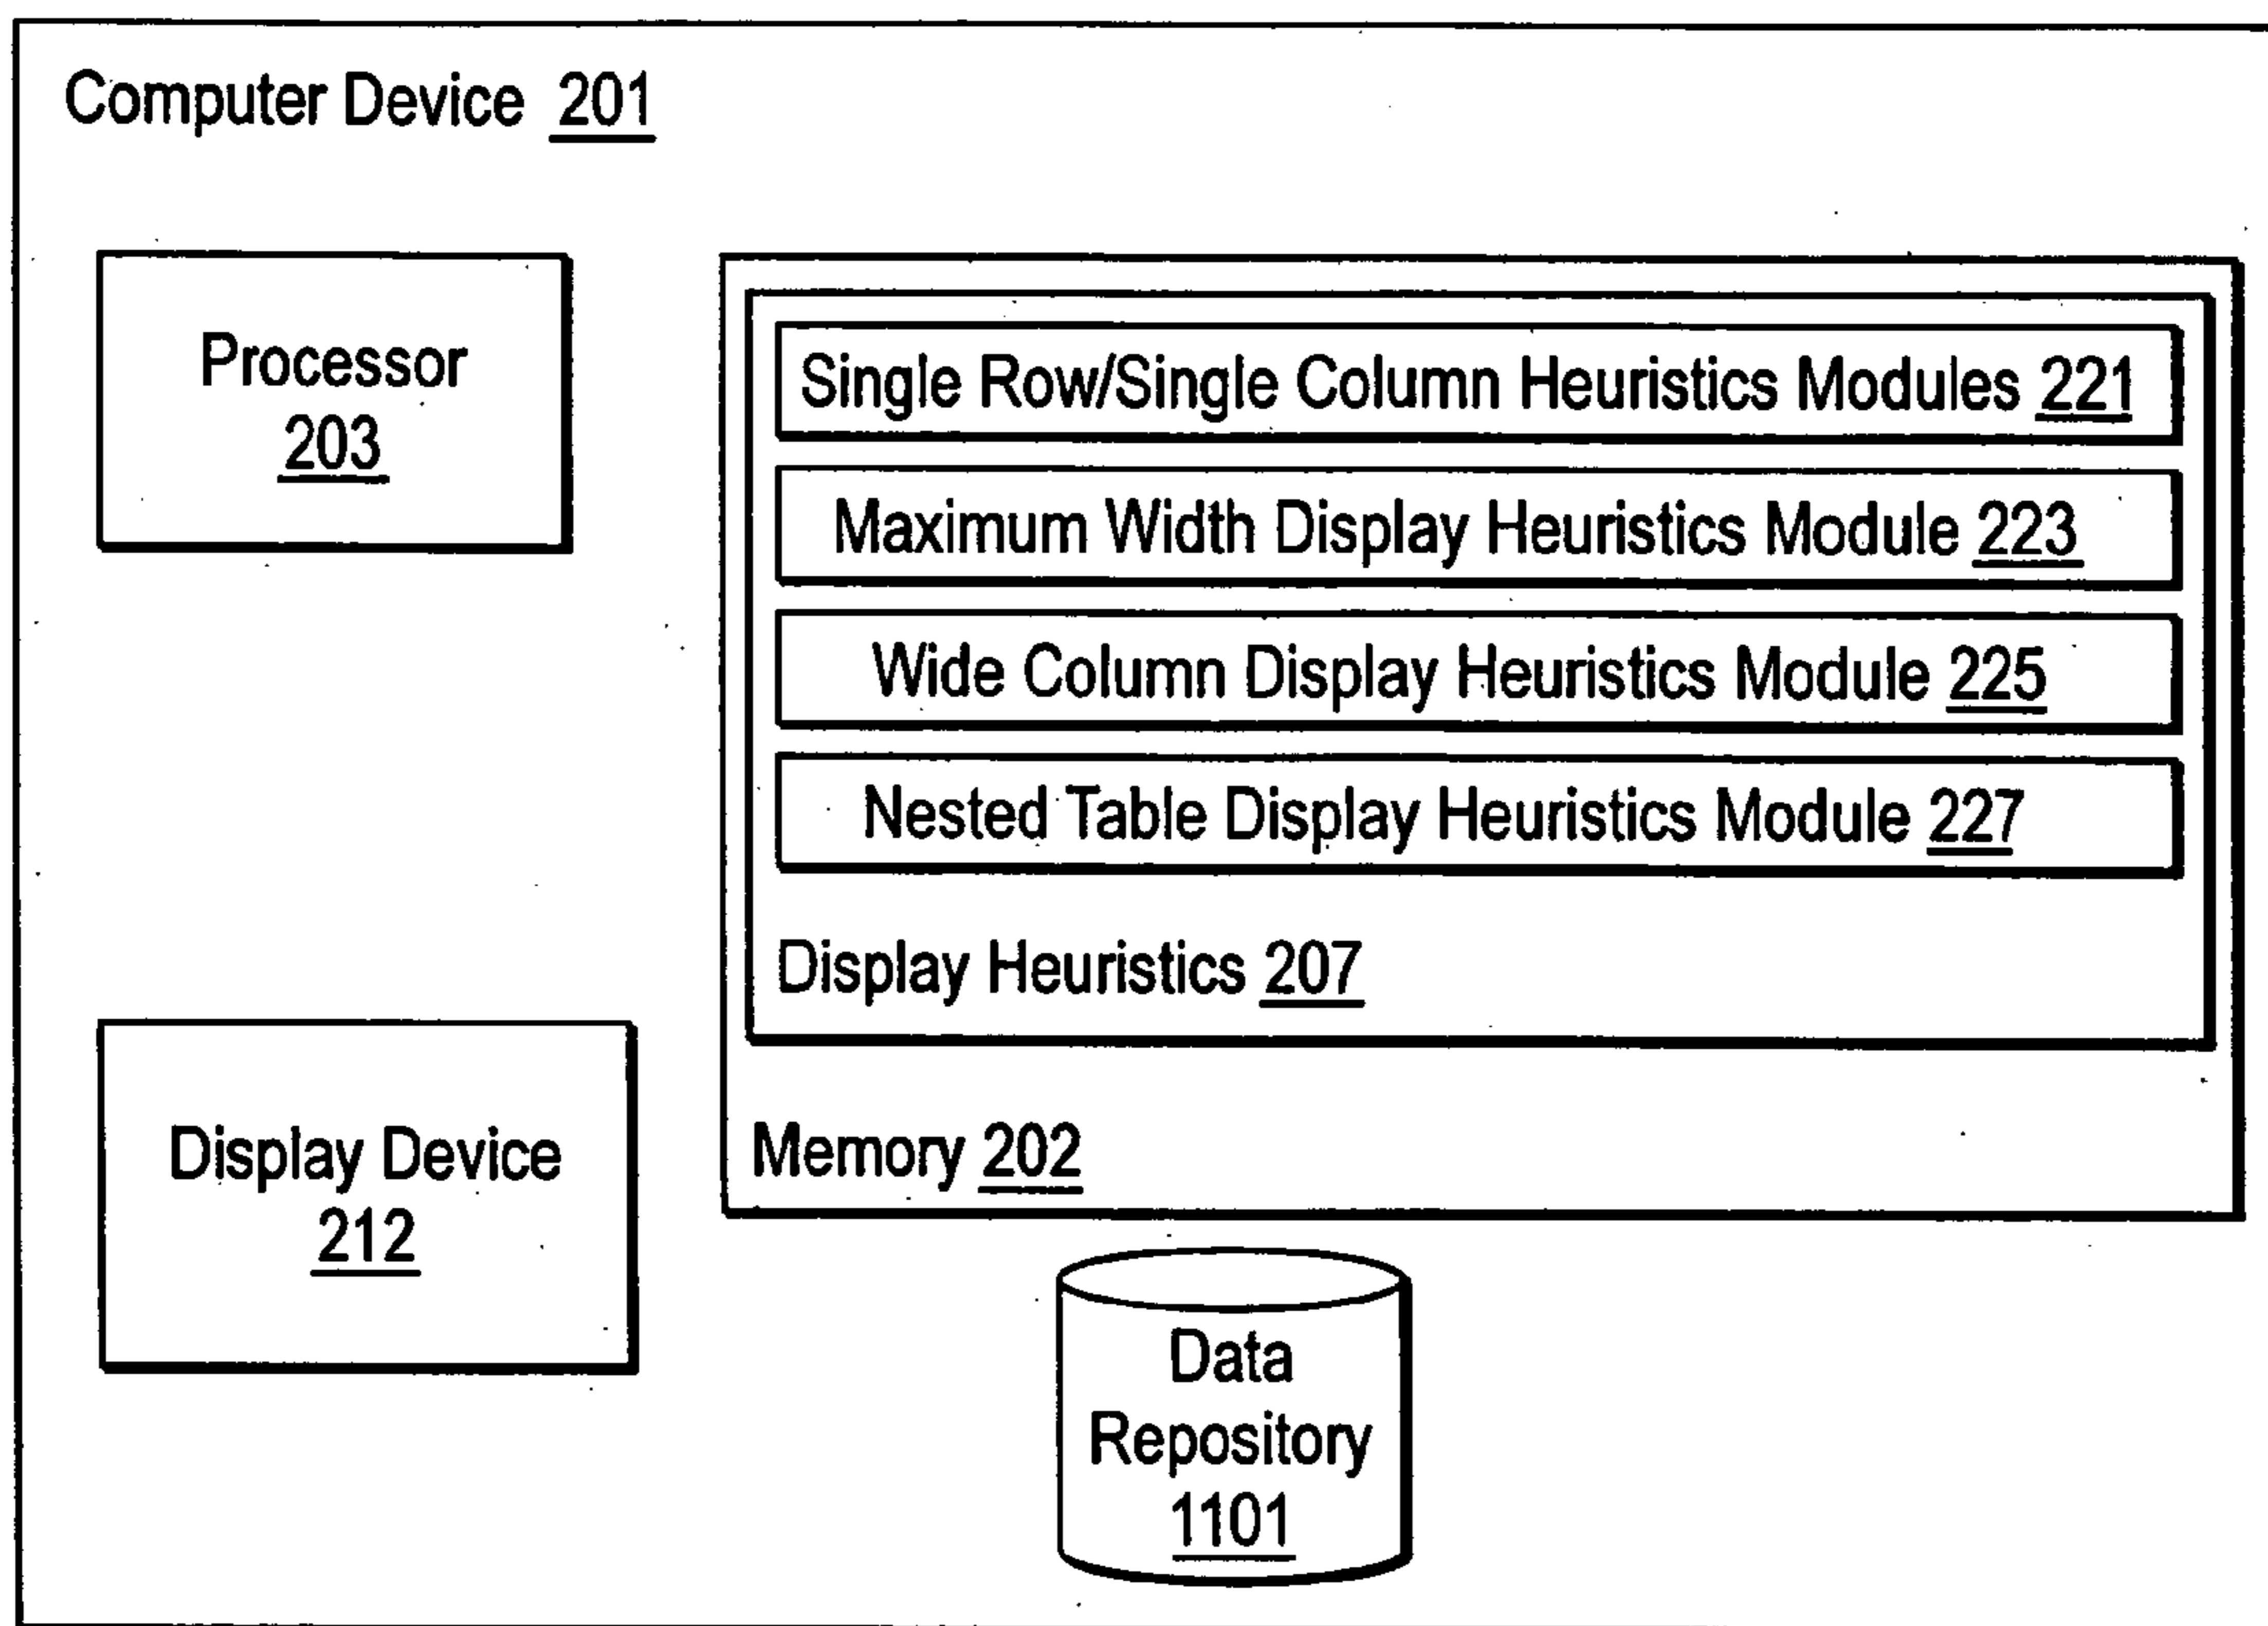 Computer Device 201
Processor
203
Single Row/Single Column Heuristics Modules 221
Maximum Width Display Heuristics Module 223
Wide Column Display Heuristics Module 225
Nested Table Display Heuristics Module 227
Display Heuristics 207
Display Device
212
Memory 202
Data
Repository
1101